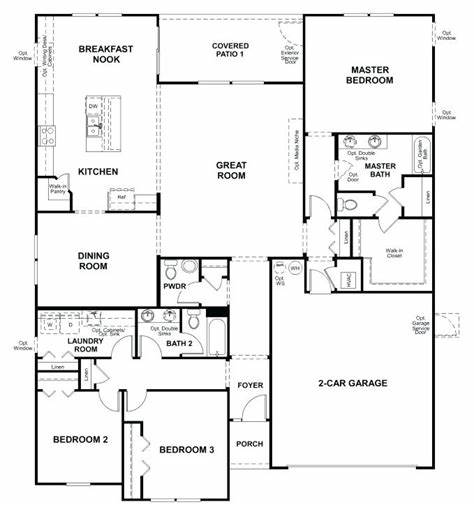 Opt.
Window
Opt. Writing Desk/
Cabinets
BREAKFAST
NOOK
COVERED
PATIO 1
Opt.
Exterior
Service
Door
MASTER
BEDROOM
Opt.
Window
Opt.
Window
DW
KITCHEN
GREAT
ROOM
Opt. Media Niche
Opt. Double
Sinks
Opt.
Door
MASTER
BATH
Opt. Garden
Tub
Walk-in
Pantry
Ref
Linen
Linen
Walk-in
Closet
DINING
ROOM
PWDR
Opt.
WS
WH
HVAC
W
D
Opt. Cabinets/
Opt. Sink
Opt. Double
Sinks
LAUNDRY
ROOM
BATH 2
Opt.
Window
Linen
Linen
Opt.
Garage
Service
Door
FOYER
2-CAR GARAGE
BEDROOM 2
BEDROOM 3
PORCH